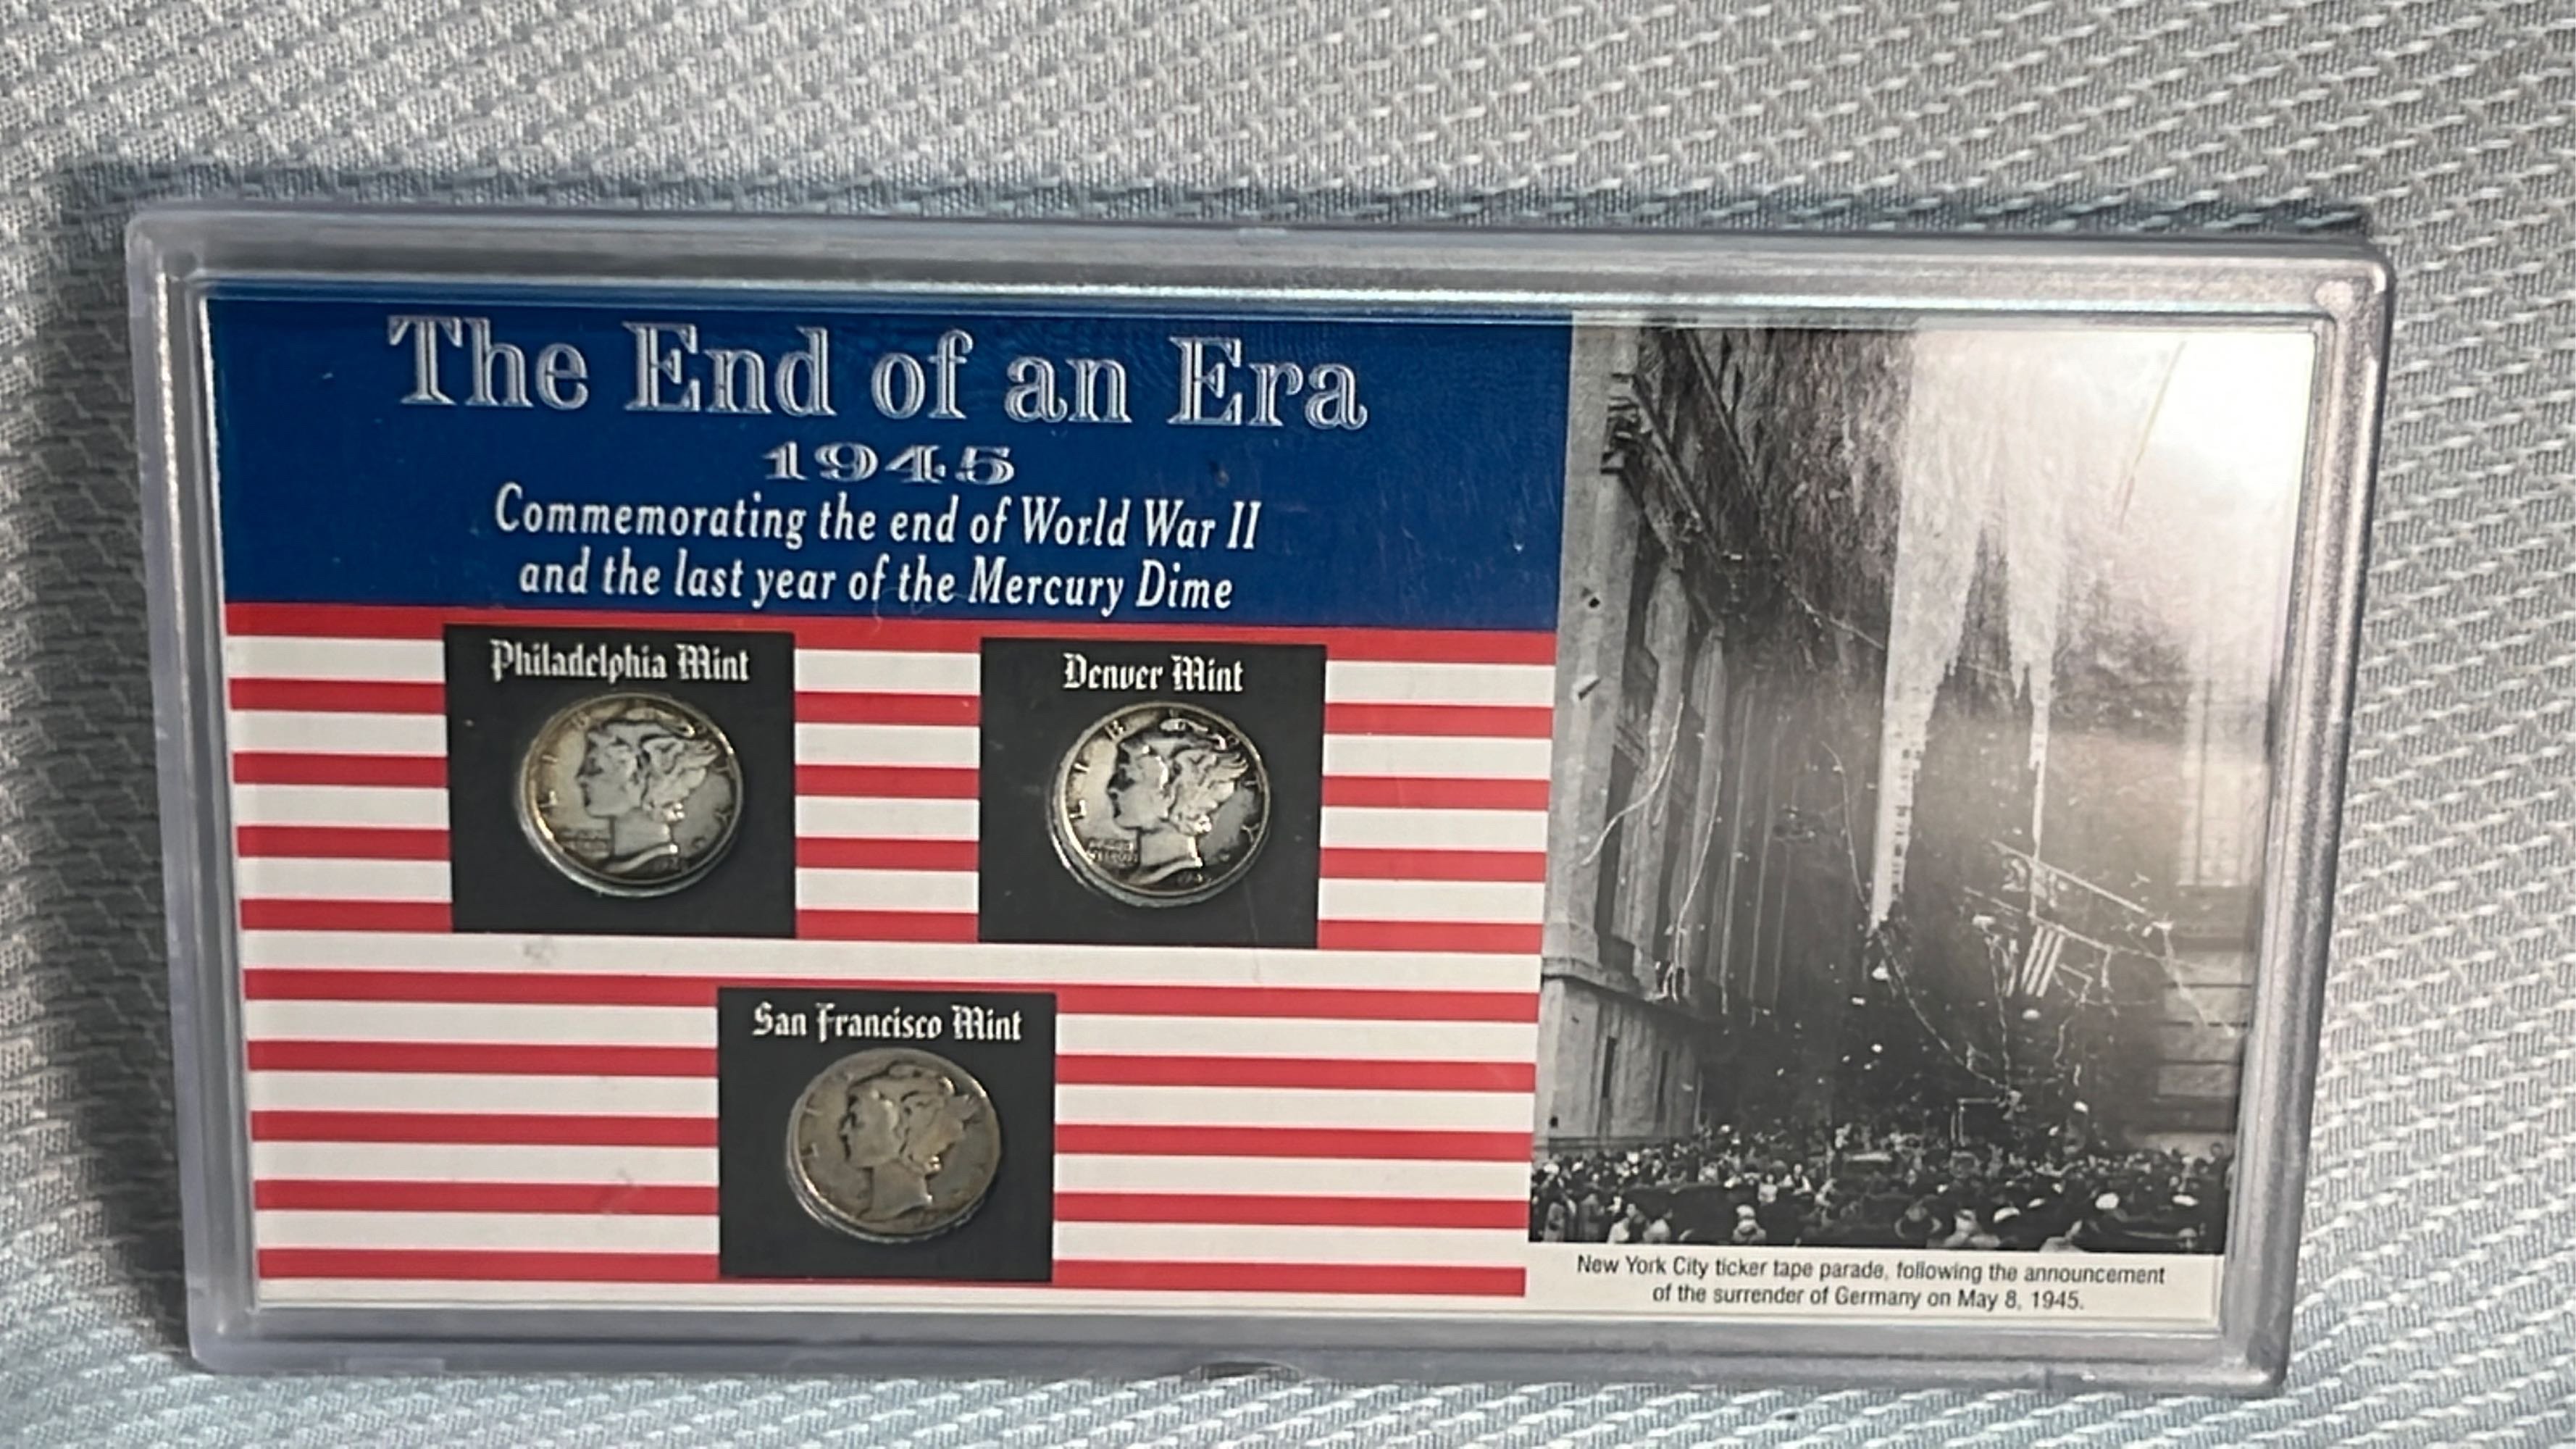 The End of an Era
1945
Commemorating the end of World War II
and the last year of the Mercury Dime
Philadelphia Mint
Denver Mint
San Francisco Mint
New York City ticker tape parade, following the announcement
of the surrender of Germany on May 8, 1945.